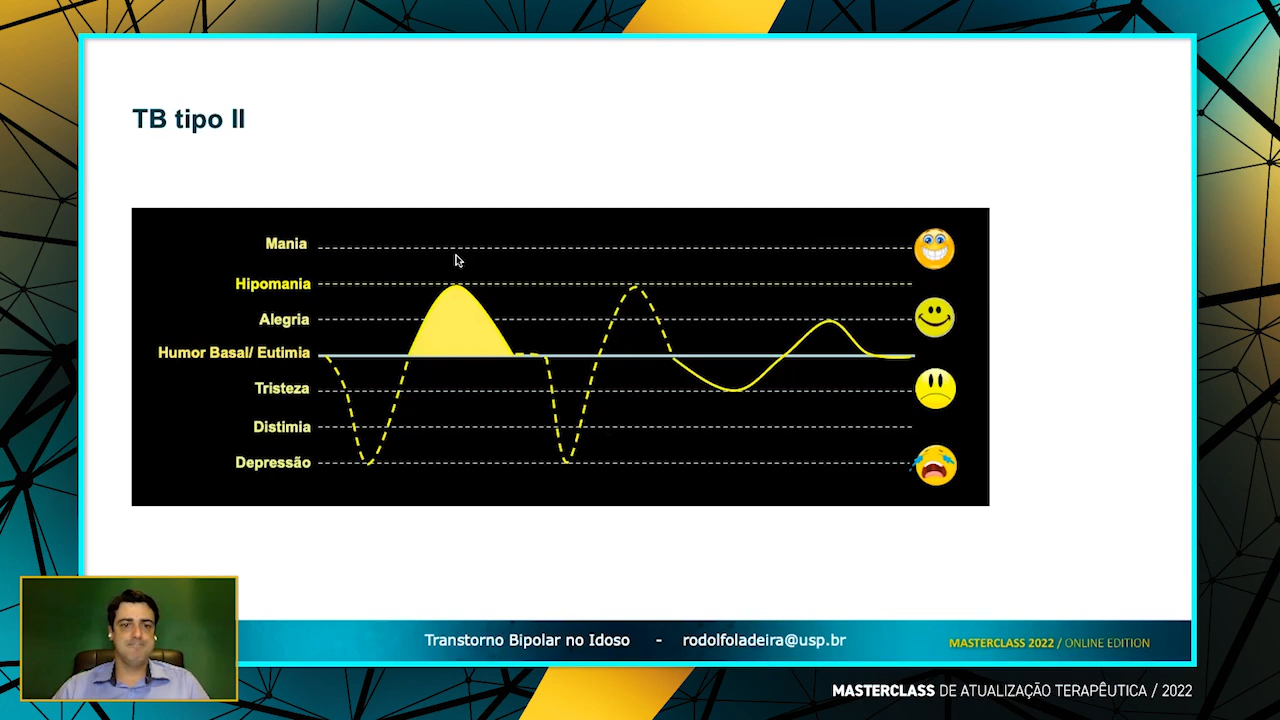 TB tipo II
Mania
Hipomania
Alegria
Humor Basal/ Eutimia
Tristeza
Distimia
Depressão
Transtorno Bipolar no Idoso - rodolfoladeira@usp.br
MASTERCLASS 2022 / ONLINE EDITION
MASTERCLASS DE ATUALIZAÇÃO TERAPÊUTICA / 2022